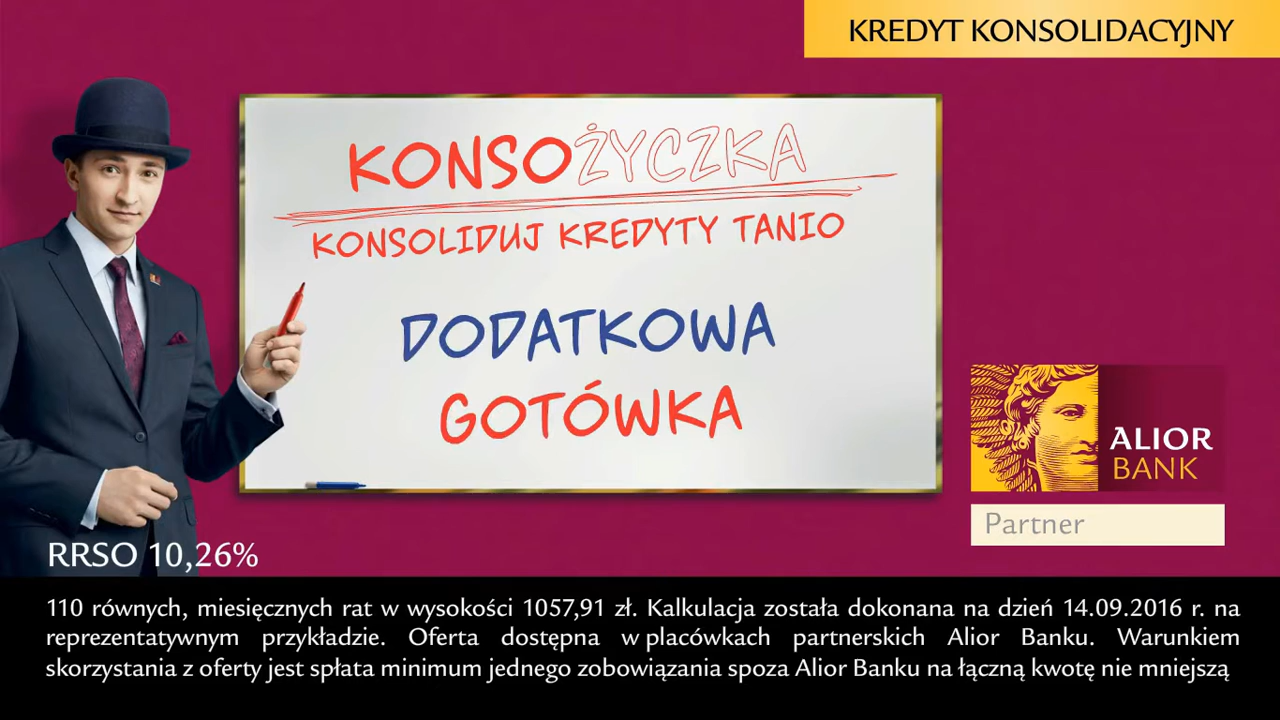 KREDYT KONSOLIDACYJNY
KONSOŻYCZKA
KONSOLIDUJ KREDYTY TANIO
DODATKOWA
GOTÓWKA
ALIOR
BANK
Partner
RRSO 10,26%
110 równych, miesięcznych rat w wysokości 1057,91 zł. Kalkulacja została dokonana na dzień 14.09.2016 r. na
reprezentatywnym przykładzie. Oferta dostępna w placówkach partnerskich Alior Banku. Warunkiem
skorzystania z oferty jest spłata minimum jednego zobowiązania spoza Alior Banku na łączną kwotę nie mniejszą